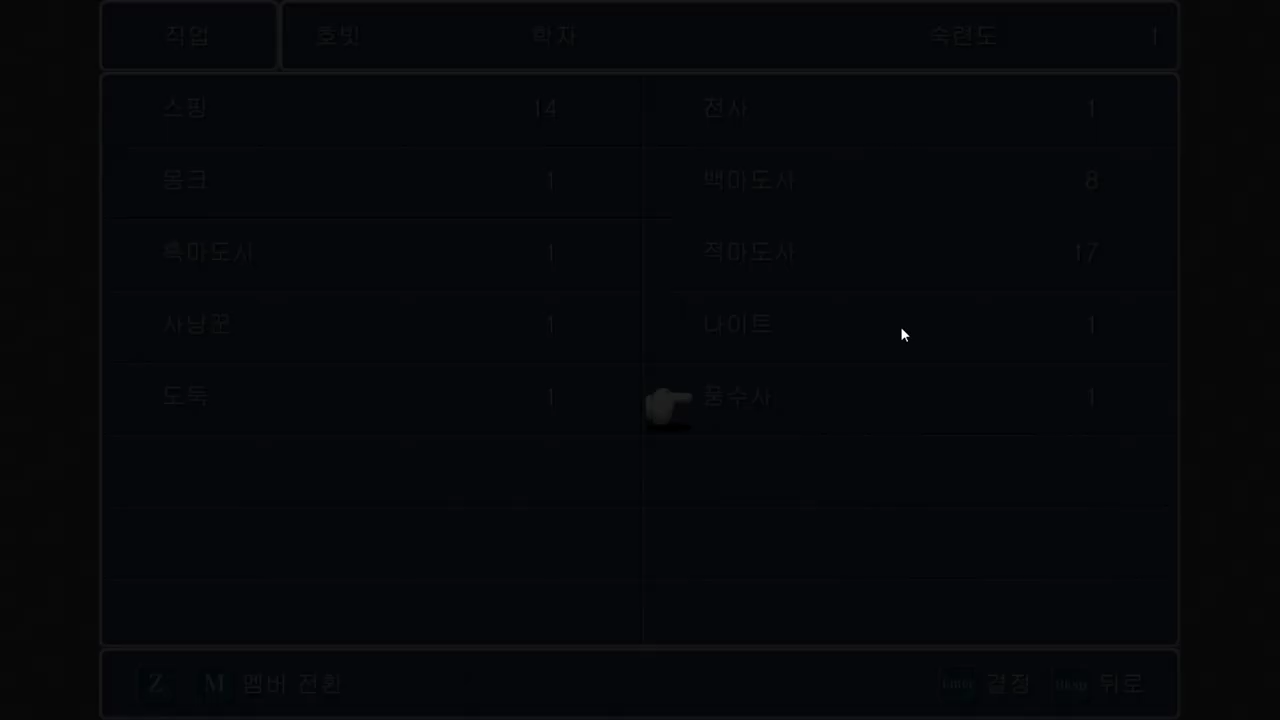 직업 호빗 학자 숙련도 1
스핑 14 전사 1
몽크 1 백마도사 8
흑마도사 1 적마도사 17
사냥꾼 1 나이트 1
도둑 1 풍수사 1
Z M 멤버 전환 Enter 결정 뒤로